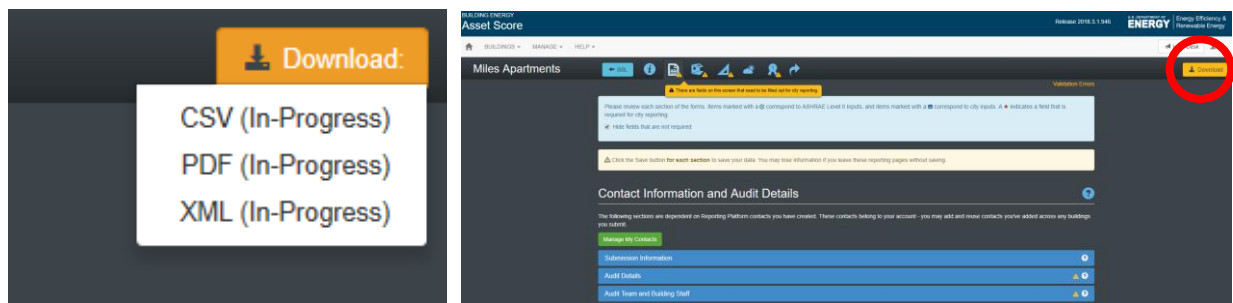 Download:
CSV (In-Progress)
PDF (In-Progress)
XML (In-Progress)
BUILDING ENERGY
Asset Score
Release 2018.3.1.946
U.S. DEPARTMENT OF
ENERGY
Energy Efficiency &
Renewable Energy
BUILDINGS MANAGE HELP
Miles Apartments
Download
There are fields on this screen that need to be filled out for city reporting
Validation Errors
Please review each section of the forms. Items marked with a correspond to ASHRAE Level II inputs, and items marked with a correspond to city inputs. A ★ indicates a field that is
required for city reporting.
Hide fields that are not required
Click the Save button for each section to save your data. You may lose information if you leave these reporting pages without saving.
Contact Information and Audit Details
The following sections are dependent on Reporting Platform contacts you have created. These contacts belong to your account - you may add and reuse contacts you've added across any buildings
you submit.
Manage My Contacts
Submission Information
Audit Details
Audit Team and Building Staff